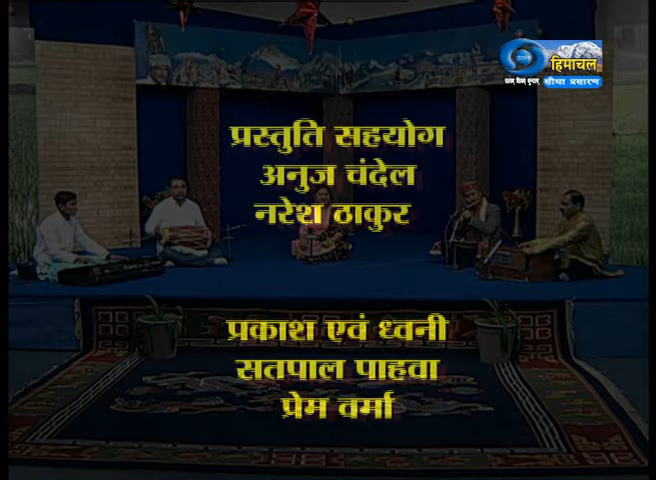 हिमाचल
सीधा प्रसारण
प्रस्तुति सहयोग
अनुज चंदेल
नरेश ठाकुर
प्रकाश एवं ध्वनी
सतपाल पाहवा
प्रेम वर्मा